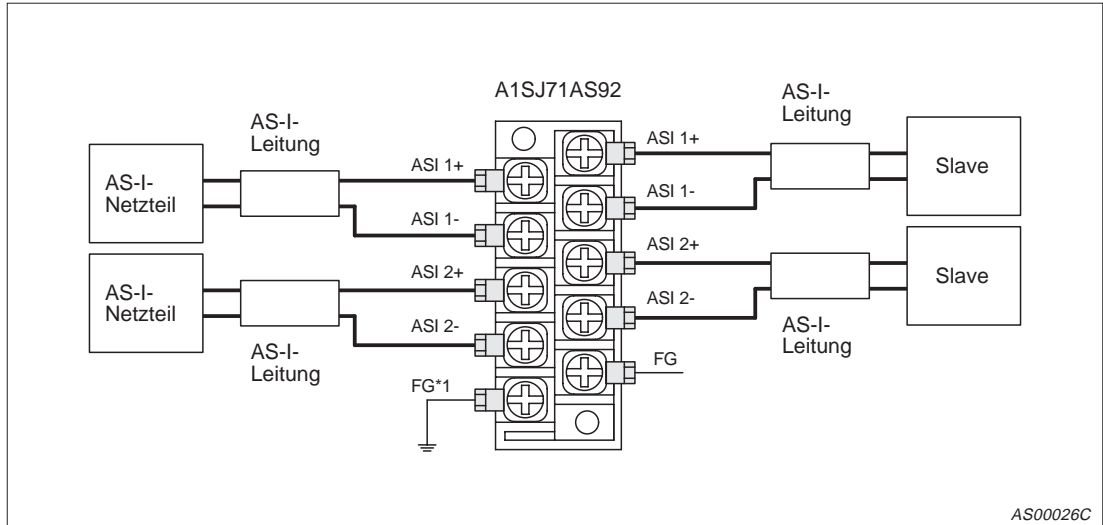 A1SJ71AS92
AS-I-
Leitung
AS-I-
Netzteil
ASI 1+
ASI 1-
AS-I-
Netzteil
ASI 2+
ASI 2-
AS-I-
Leitung
FG*1
AS-I-
Leitung
ASI 1+
ASI 1-
Slave
ASI 2+
ASI 2-
Slave
AS-I-
Leitung
FG
AS00026C